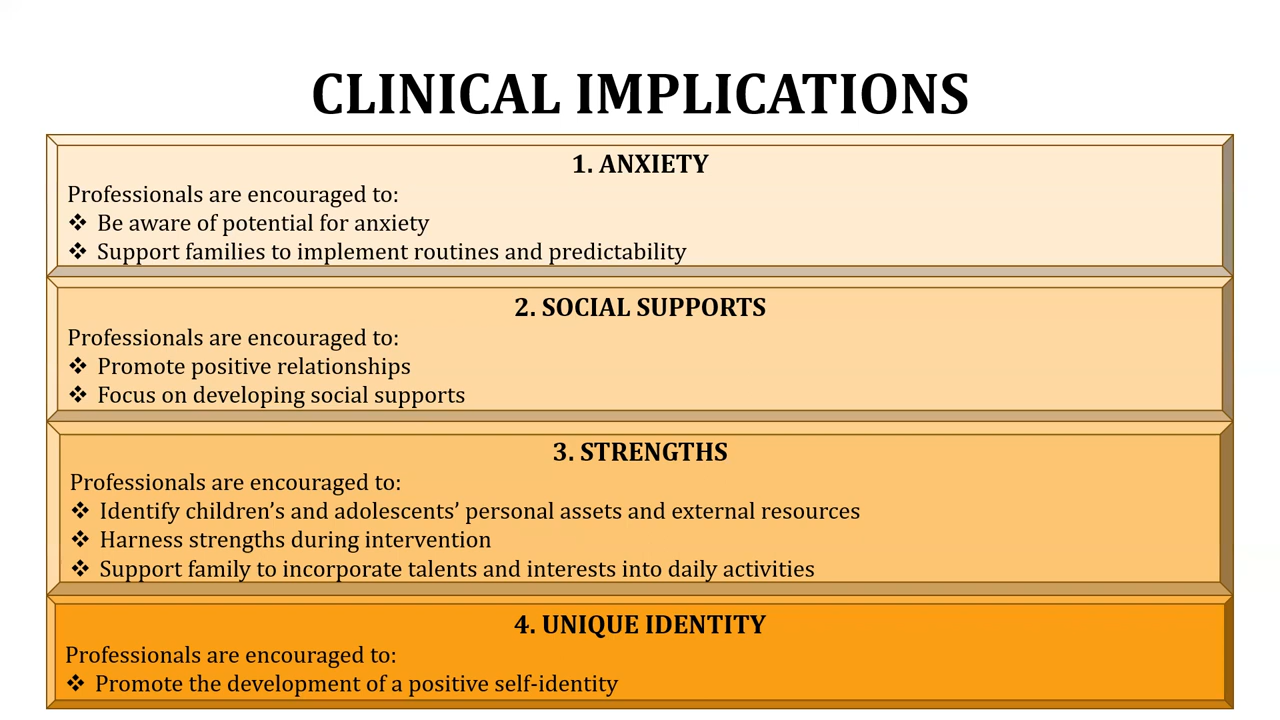 CLINICAL IMPLICATIONS
1. ANXIETY
Professionals are encouraged to:
❖ Be aware of potential for anxiety
❖ Support families to implement routines and predictability
2. SOCIAL SUPPORTS
Professionals are encouraged to:
❖ Promote positive relationships
❖ Focus on developing social supports
3. STRENGTHS
Professionals are encouraged to:
❖ Identify children’s and adolescents’ personal assets and external resources
❖ Harness strengths during intervention
❖ Support family to incorporate talents and interests into daily activities
4. UNIQUE IDENTITY
Professionals are encouraged to:
❖ Promote the development of a positive self-identity